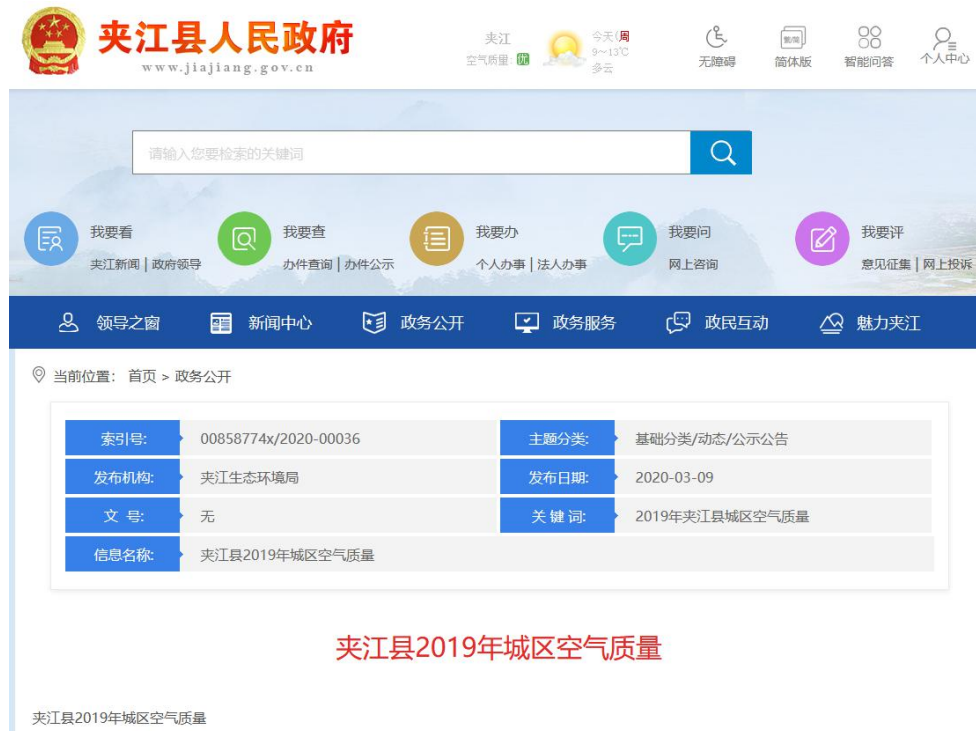 夹江县人民政府
www.jiajiang.gov.cn
夹江
空气质量: 优
今天(周
9~13℃
多云
无障碍
繁/简
简体版
智能问答
个人中心
请输入您要检索的关键词
我要看
夹江新闻 | 政府领导
我要查
办件查询 | 办件公示
我要办
个人办事 | 法人办事
我要问
网上咨询
我要评
意见征集 | 网上投诉
领导之窗 新闻中心 政务公开 政务服务 政民互动 魅力夹江
当前位置： 首页 > 政务公开
索引号: 00858774x/2020-00036 主题分类: 基础分类/动态/公示公告
发布机构: 夹江生态环境局 发布日期: 2020-03-09
文 号: 无 关 键 词: 2019年夹江县城区空气质量
信息名称: 夹江县2019年城区空气质量
夹江县2019年城区空气质量
夹江县2019年城区空气质量